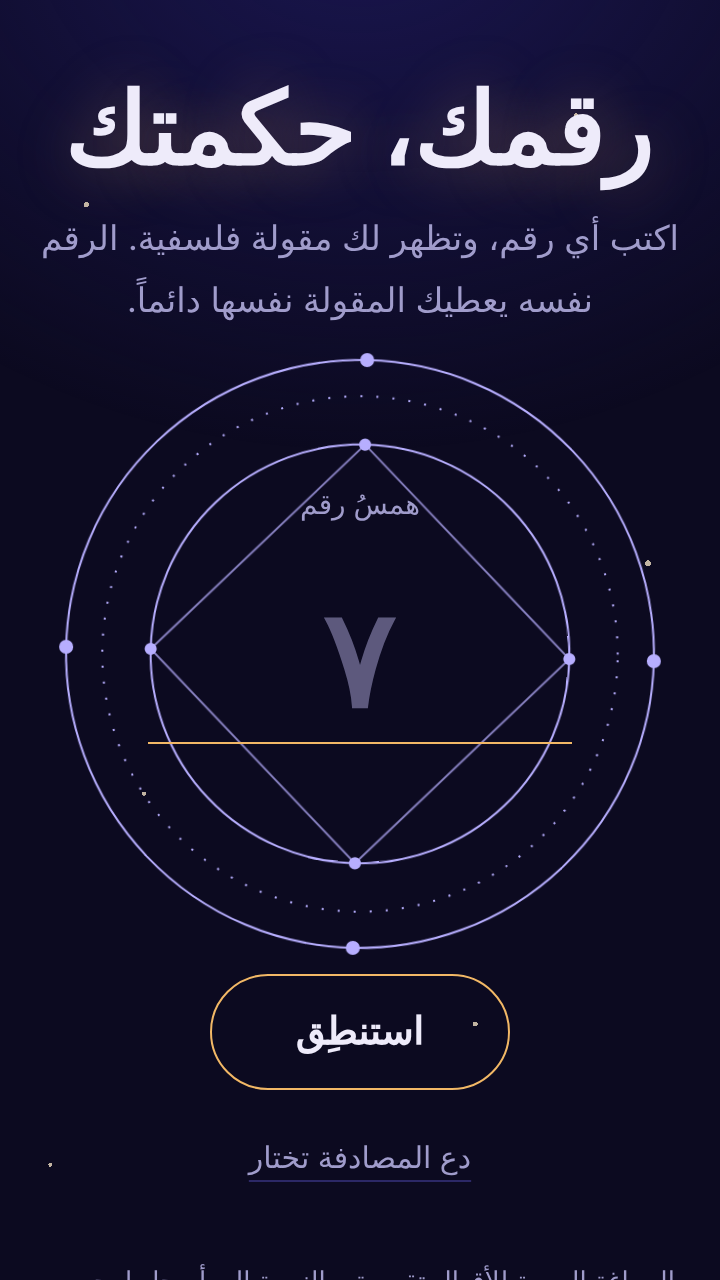 رقمك، حكمتك
اكتب أي رقم، وتظهر لك مقولة فلسفية. الرقم
نفسه يعطيك المقولة نفسها دائماً.
همسُ رقم
٧
استنطِق
دع المصادفة تختار